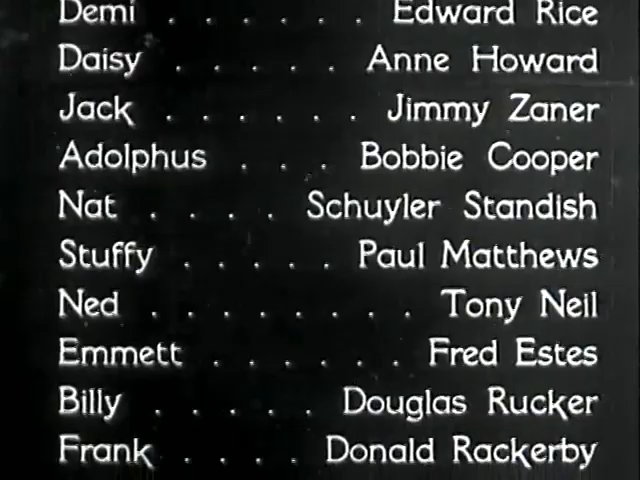 Demi . . . . . . Edward Rice
Daisy . . . . . Anne Howard
Jack . . . . . . Jimmy Zaner
Adolphus . . . Bobbie Cooper
Nat . . . . Schuyler Standish
Stuffy . . . . . Paul Matthews
Ned . . . . . . . . Tony Neil
Emmett . . . . . . Fred Estes
Billy . . . . . Douglas Rucker
Frank . . . . Donald Rackerby